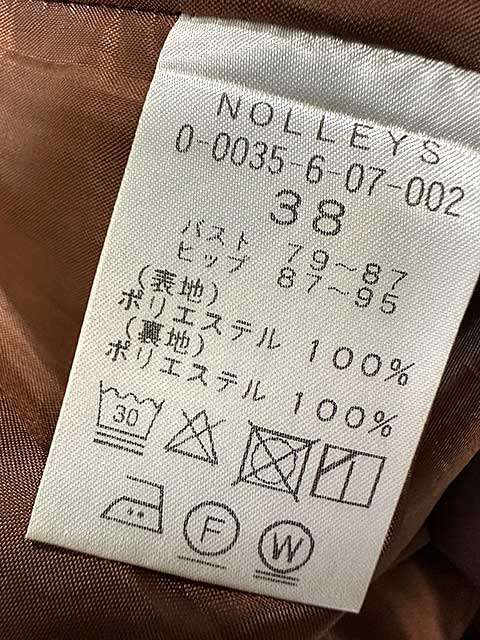 NOLLEYS
0-0035-6-07-002
38
バスト 79～87
ヒップ 87～95
(表地)
ポリエステル 100%
(裏地)
ポリエステル 100%
30
F
W